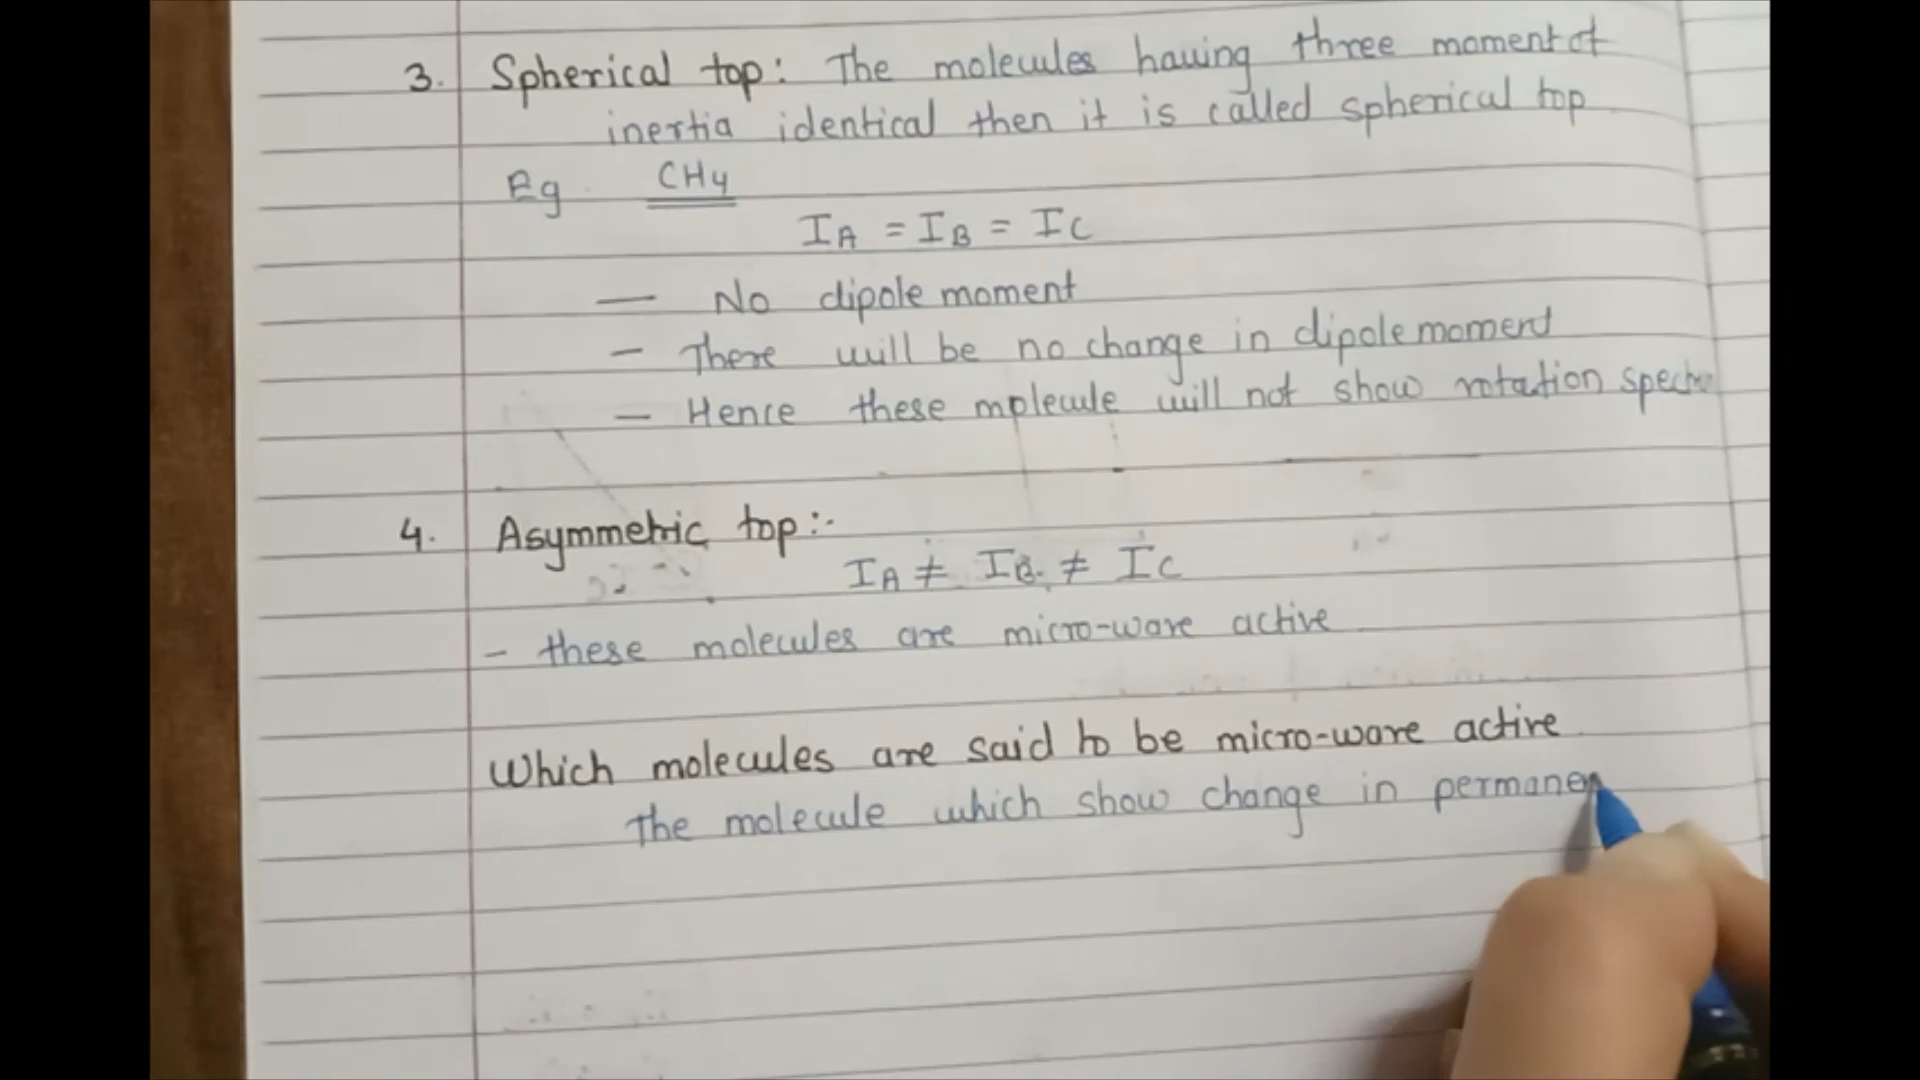 3. Spherical top: The molecules having three moment of
inertia identical then it is called spherical top
Eg CH4
IA = IB = IC
— No dipole moment
- There will be no change in dipole moment
- Hence these molecule will not show rotation spectra
4. Asymmetric top:-
IA ≠ IB ≠ IC
- these molecules are micro-wave active
Which molecules are said to be micro-wave active
The molecule which show change in permanen